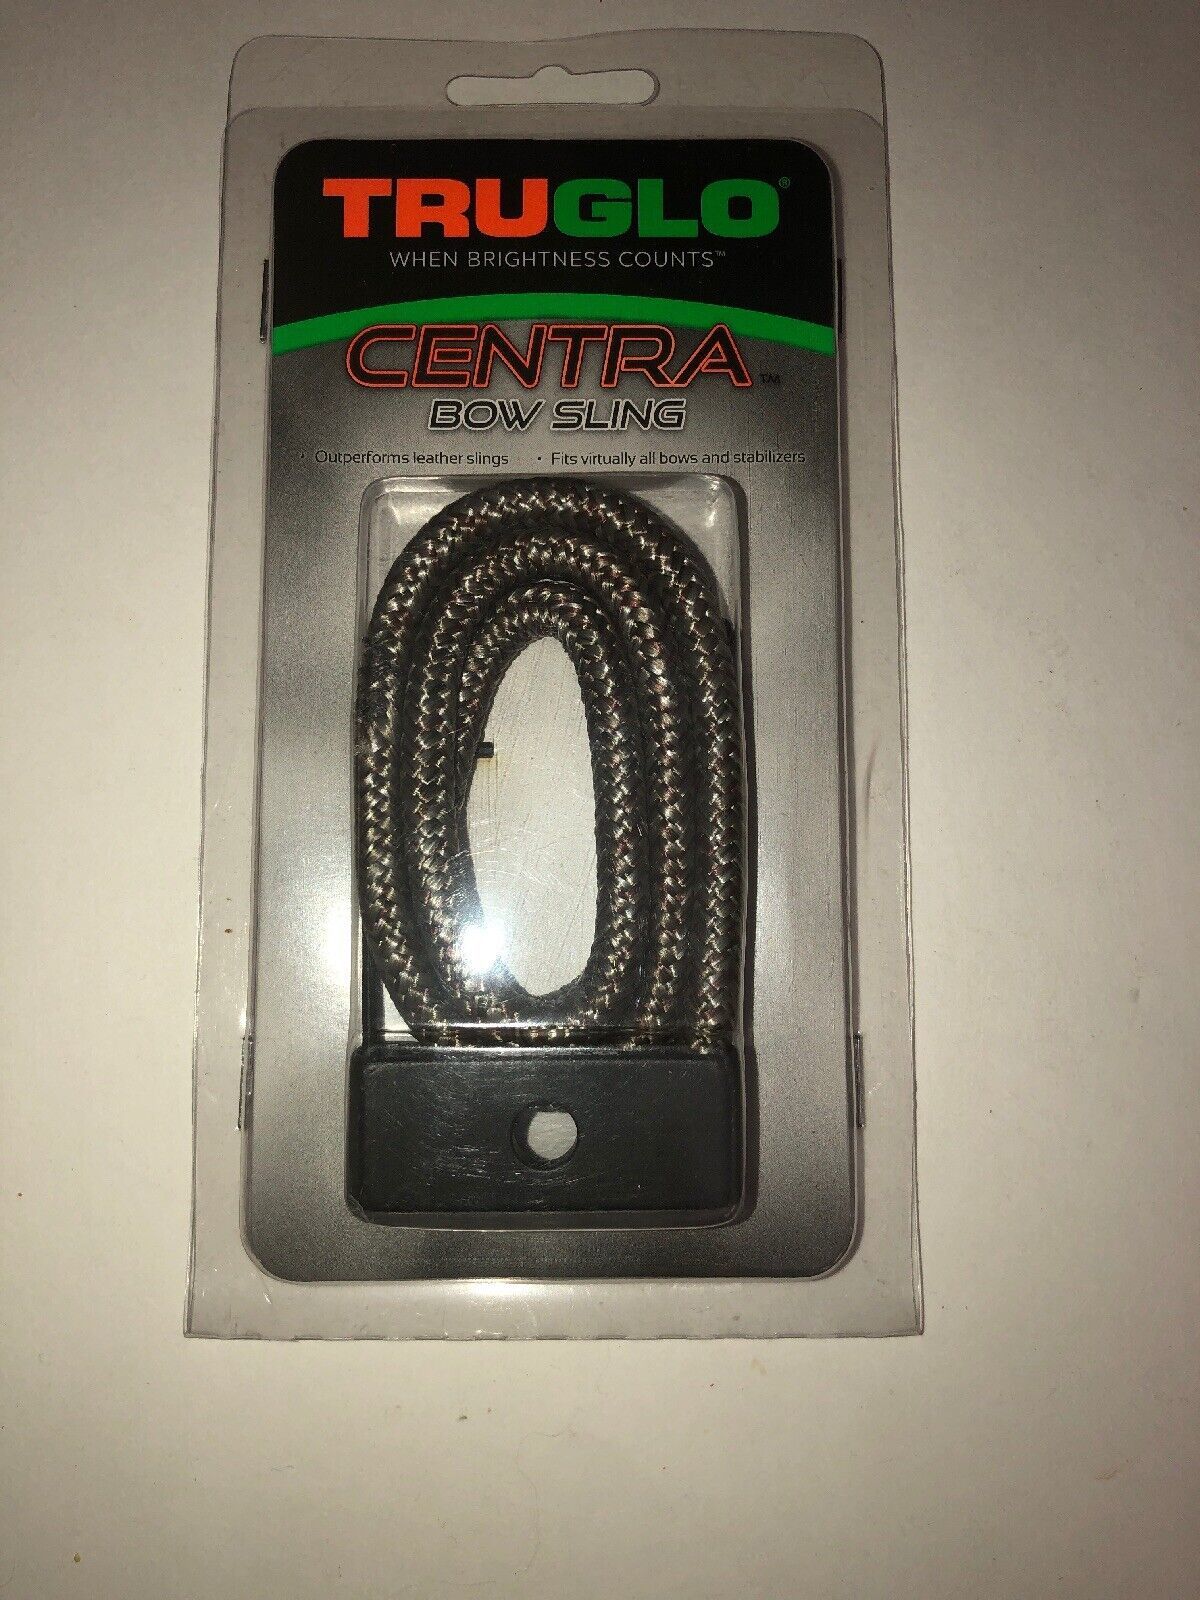 TRUGLO®
WHEN BRIGHTNESS COUNTS™
CENTRA™
BOW SLING
• Outperforms leather slings • Fits virtually all bows and stabilizers